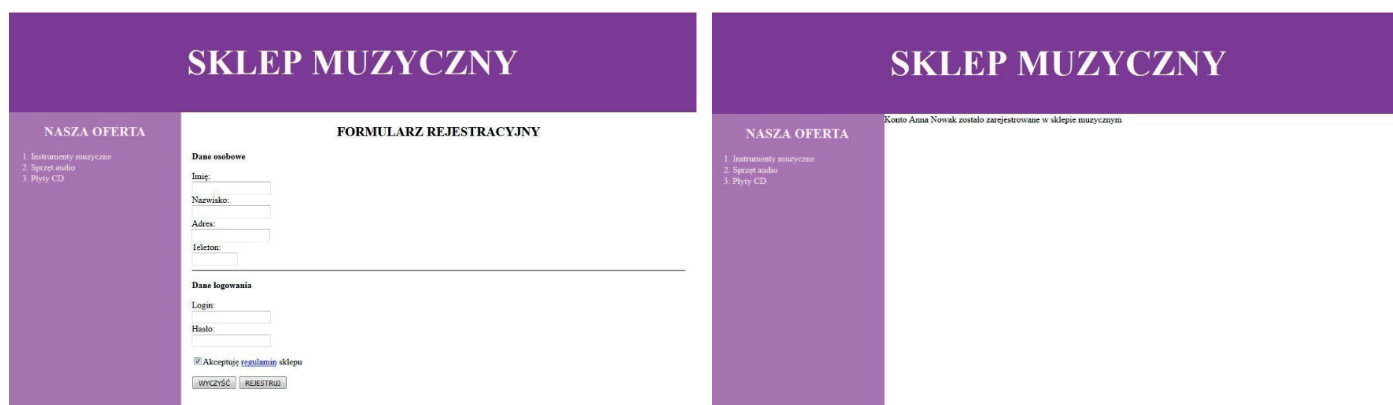 SKLEP MUZYCZNY
NASZA OFERTA
1. Instrumenty muzyczne
2. Sprzęt audio
3. Płyty CD
FORMULARZ REJESTRACYJNY
Dane osobowe
Imię:
Nazwisko:
Adres:
Telefon:
Dane logowania
Login:
Hasło:
Akceptuję regulamin sklepu
WYCZYŚĆ REJESTRUJ
SKLEP MUZYCZNY
NASZA OFERTA
1. Instrumenty muzyczne
2. Sprzęt audio
3. Płyty CD
Konto Anna Nowak zostało zarejestrowane w sklepie muzycznym